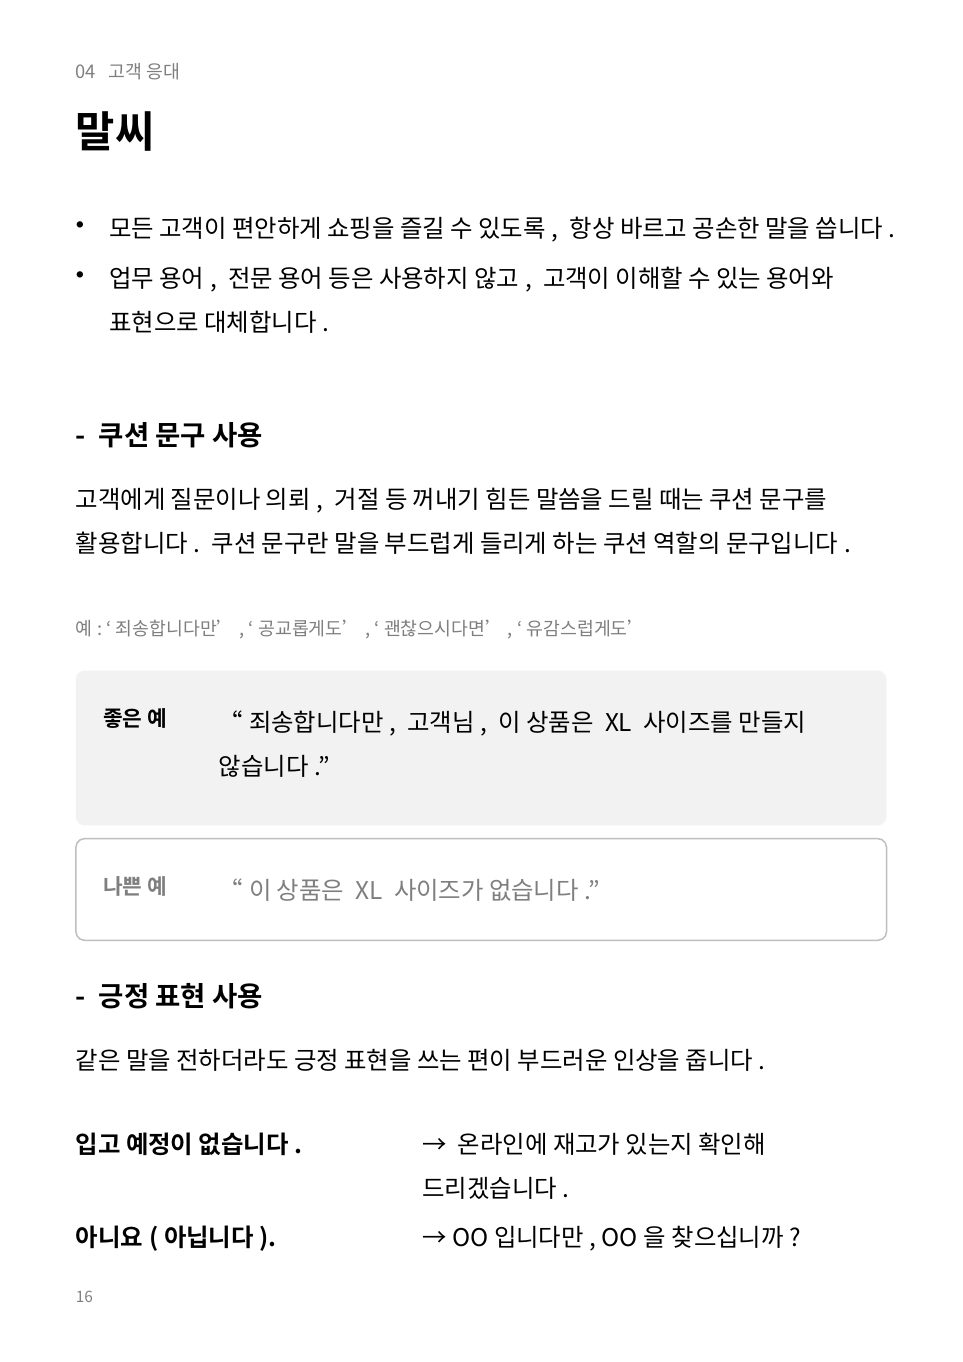 04 고객 응대
말씨
• 모든 고객이 편안하게 쇼핑을 즐길 수 있도록 , 항상 바르고 공손한 말을 씁니다 .
• 업무 용어 , 전문 용어 등은 사용하지 않고 , 고객이 이해할 수 있는 용어와
표현으로 대체합니다 .
- 쿠션 문구 사용
고객에게 질문이나 의뢰 , 거절 등 꺼내기 힘든 말씀을 드릴 때는 쿠션 문구를
활용합니다 . 쿠션 문구란 말을 부드럽게 들리게 하는 쿠션 역할의 문구입니다 .
예 : ‘ 죄송합니다만’ , ‘ 공교롭게도’ , ‘ 괜찮으시다면’ , ‘ 유감스럽게도’
좋은 예 “ 죄송합니다만 , 고객님 , 이 상품은 XL 사이즈를 만들지
않습니다 .”
나쁜 예 “ 이 상품은 XL 사이즈가 없습니다 .”
- 긍정 표현 사용
같은 말을 전하더라도 긍정 표현을 쓰는 편이 부드러운 인상을 줍니다 .
입고 예정이 없습니다 . → 온라인에 재고가 있는지 확인해
드리겠습니다 .
아니요 ( 아닙니다 ). → OO 입니다만 , OO 을 찾으십니까 ?
16